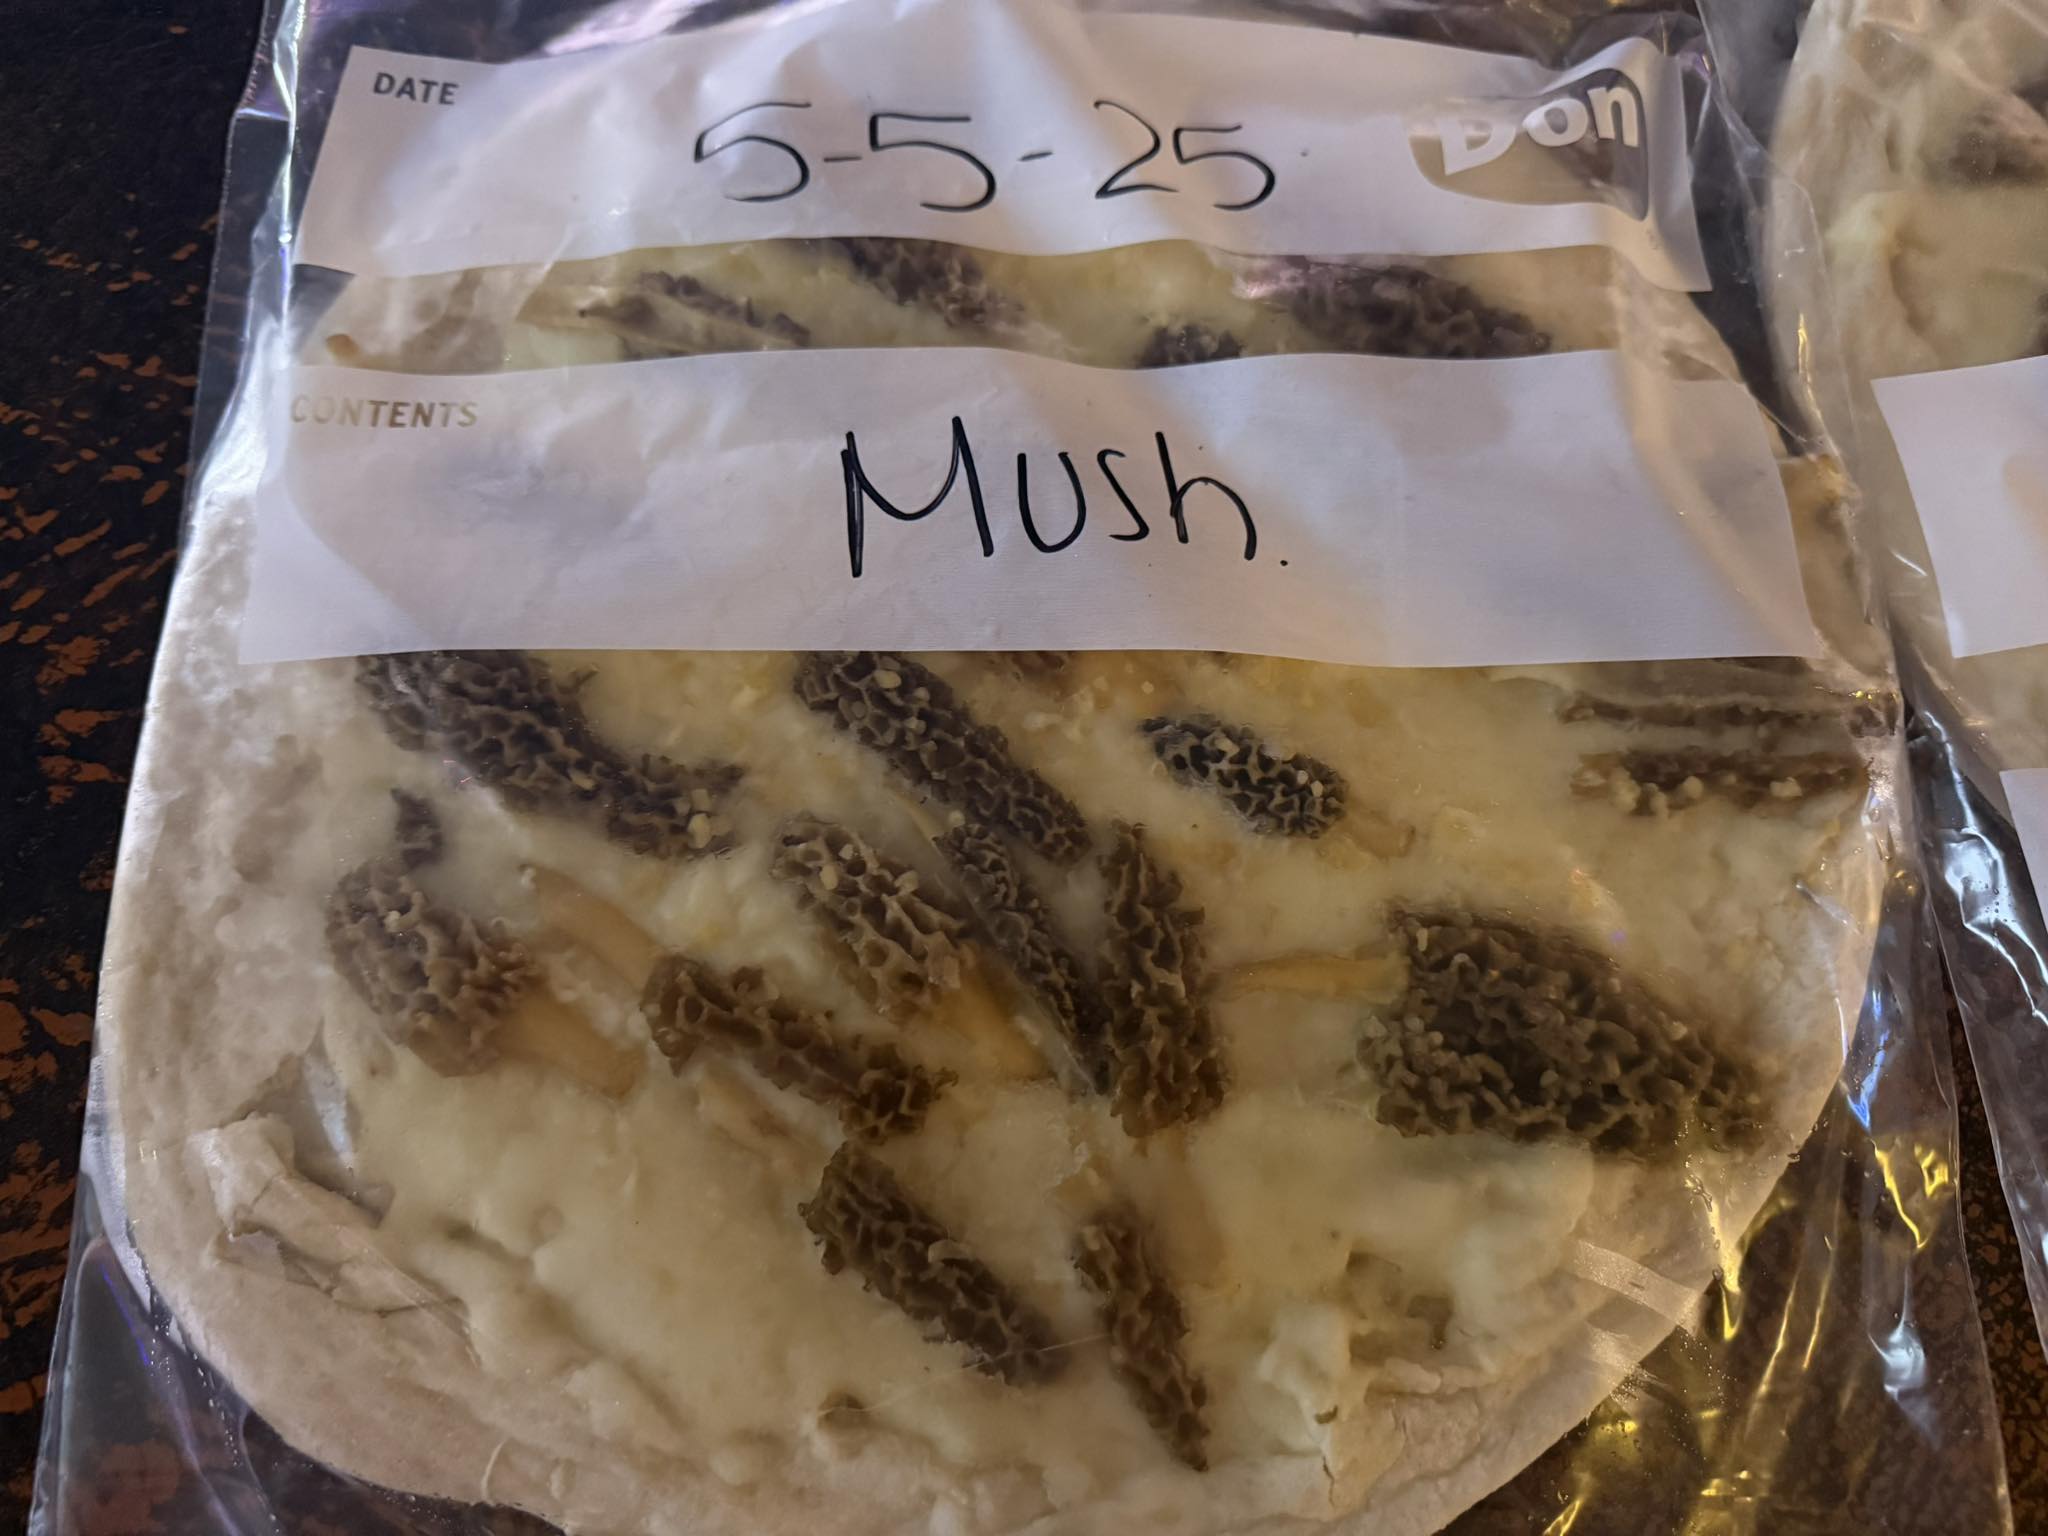 DATE
5-5-25
Don
CONTENTS
Mush.